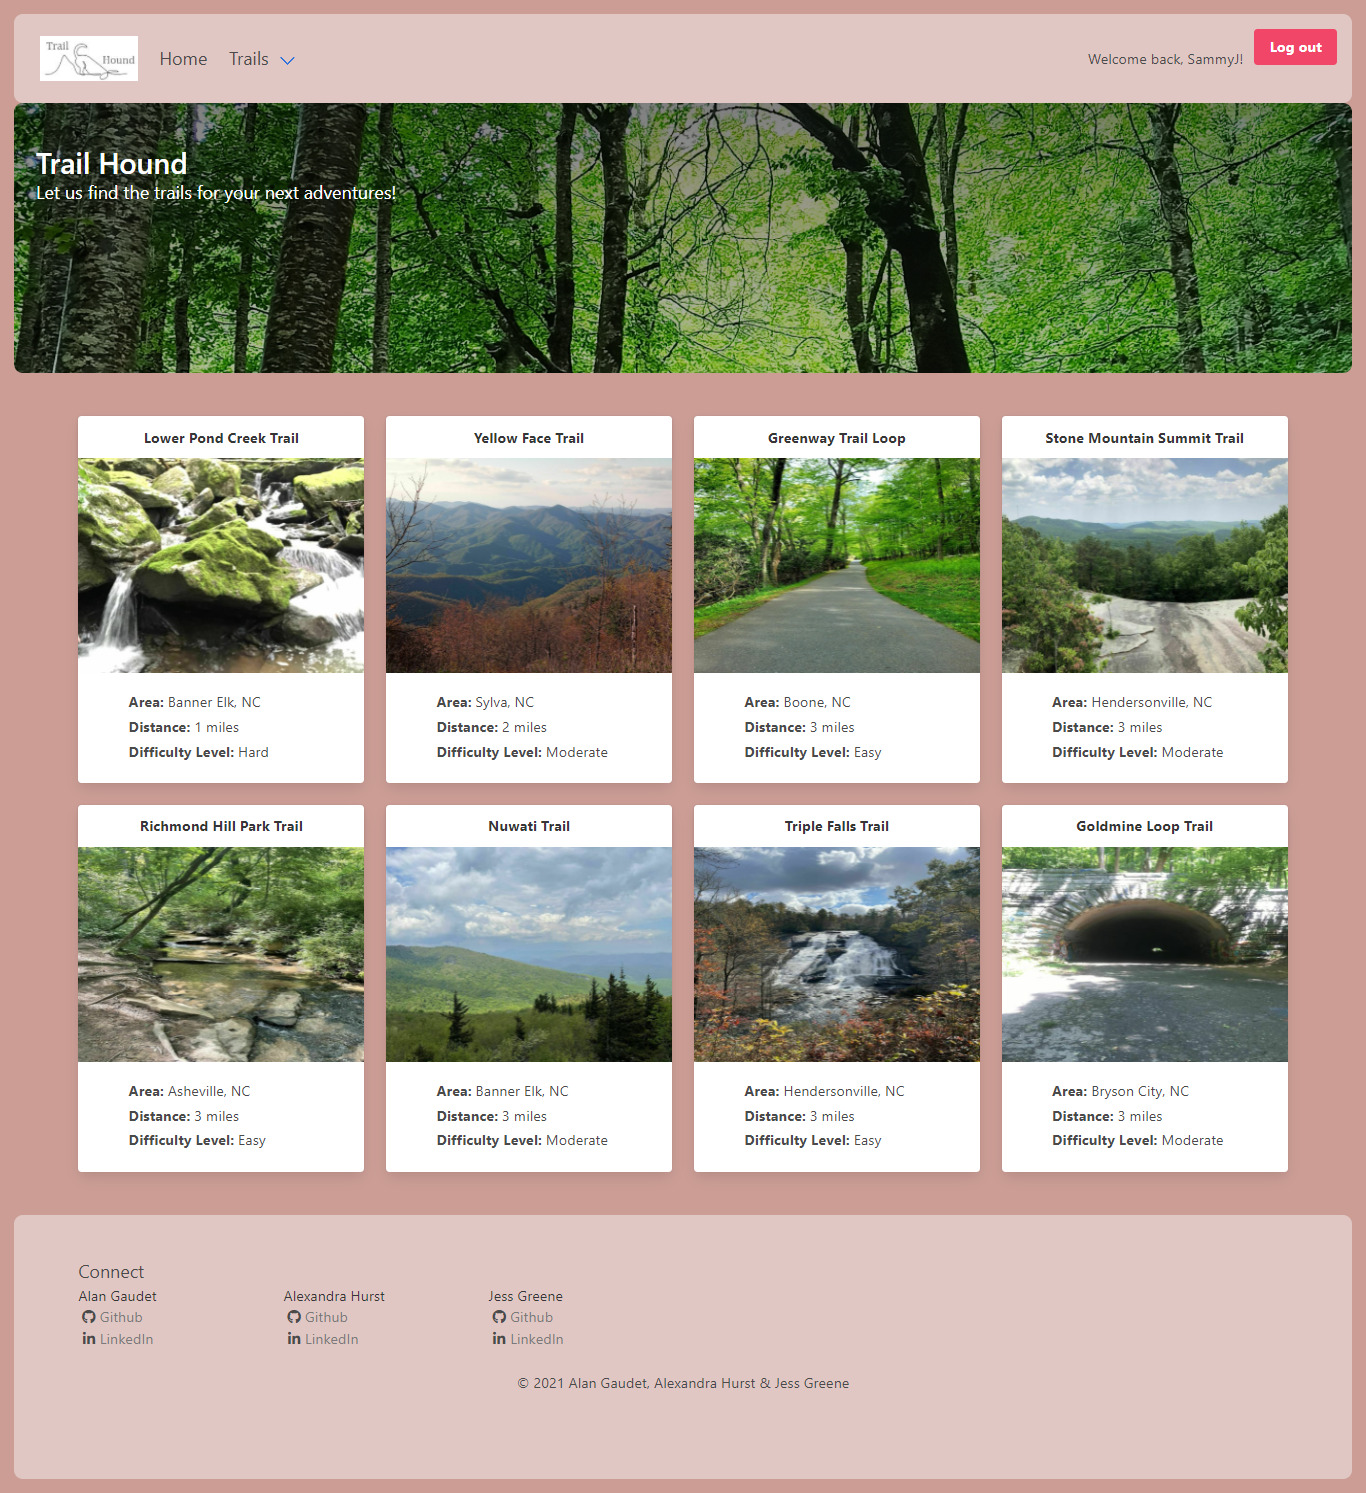 Trail
Hound
Home
Trails
Welcome back, SammyJ!
Log out
Trail Hound
Let us find the trails for your next adventures!
Lower Pond Creek Trail
Yellow Face Trail
Greenway Trail Loop
Stone Mountain Summit Trail
Area: Banner Elk, NC
Distance: 1 miles
Difficulty Level: Hard
Area: Sylva, NC
Distance: 2 miles
Difficulty Level: Moderate
Area: Boone, NC
Distance: 3 miles
Difficulty Level: Easy
Area: Hendersonville, NC
Distance: 3 miles
Difficulty Level: Moderate
Richmond Hill Park Trail
Nuwati Trail
Triple Falls Trail
Goldmine Loop Trail
Area: Asheville, NC
Distance: 3 miles
Difficulty Level: Easy
Area: Banner Elk, NC
Distance: 3 miles
Difficulty Level: Moderate
Area: Hendersonville, NC
Distance: 3 miles
Difficulty Level: Easy
Area: Bryson City, NC
Distance: 3 miles
Difficulty Level: Moderate
Connect
Alan Gaudet
Github
LinkedIn
Alexandra Hurst
Github
LinkedIn
Jess Greene
Github
LinkedIn
© 2021 Alan Gaudet, Alexandra Hurst & Jess Greene